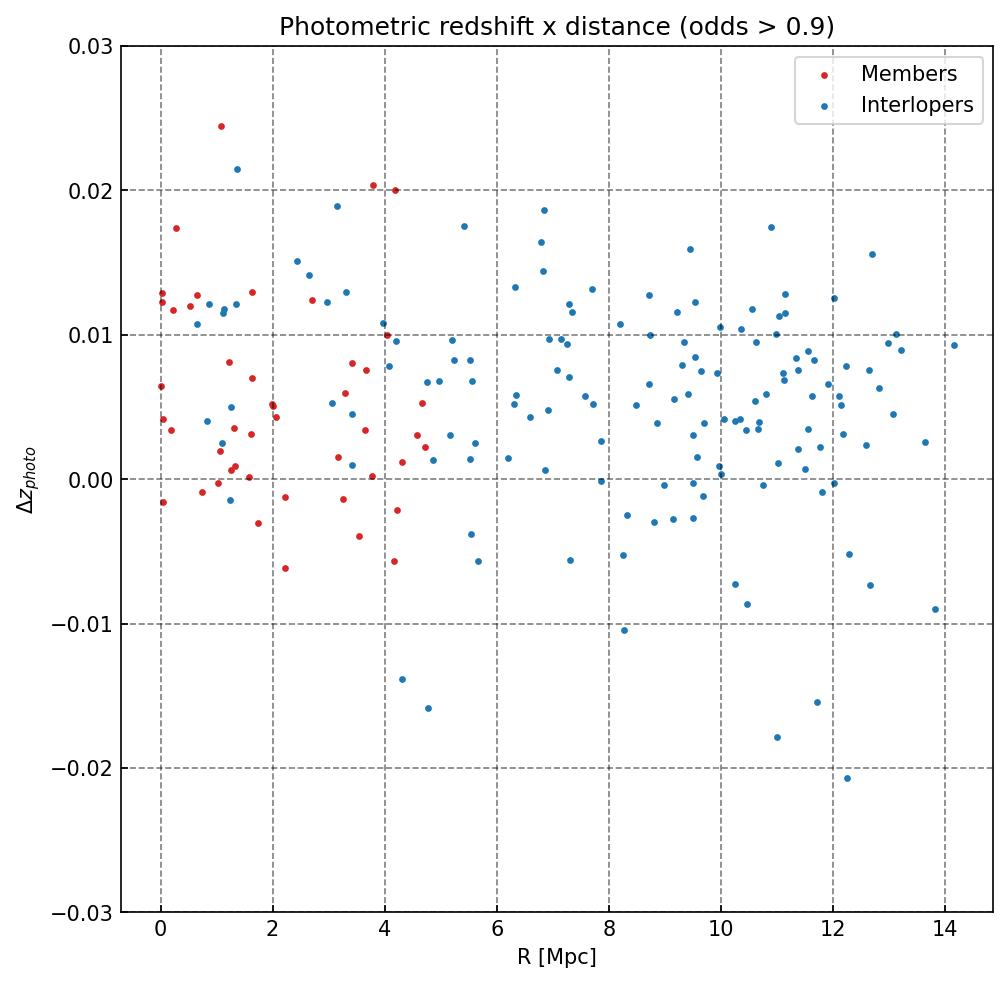 Photometric redshift x distance (odds > 0.9)
Members
Interlopers
0.03
0.02
0.01
0.00
−0.01
−0.02
−0.03
Δz_photo
0 2 4 6 8 10 12 14
R [Mpc]